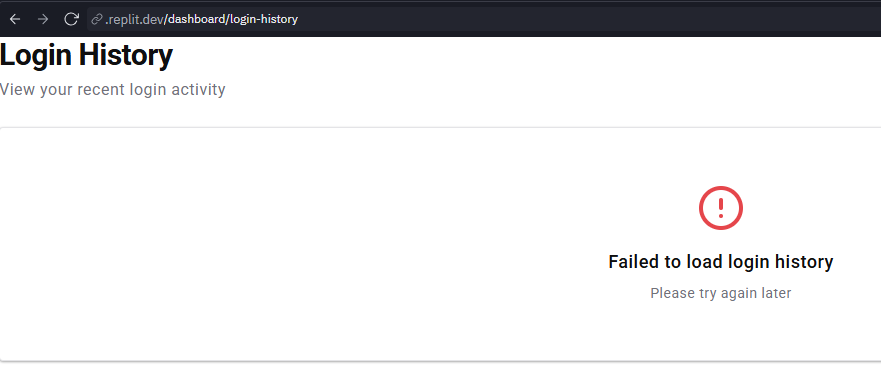 .replit.dev/dashboard/login-history
Login History
View your recent login activity
Failed to load login history
Please try again later